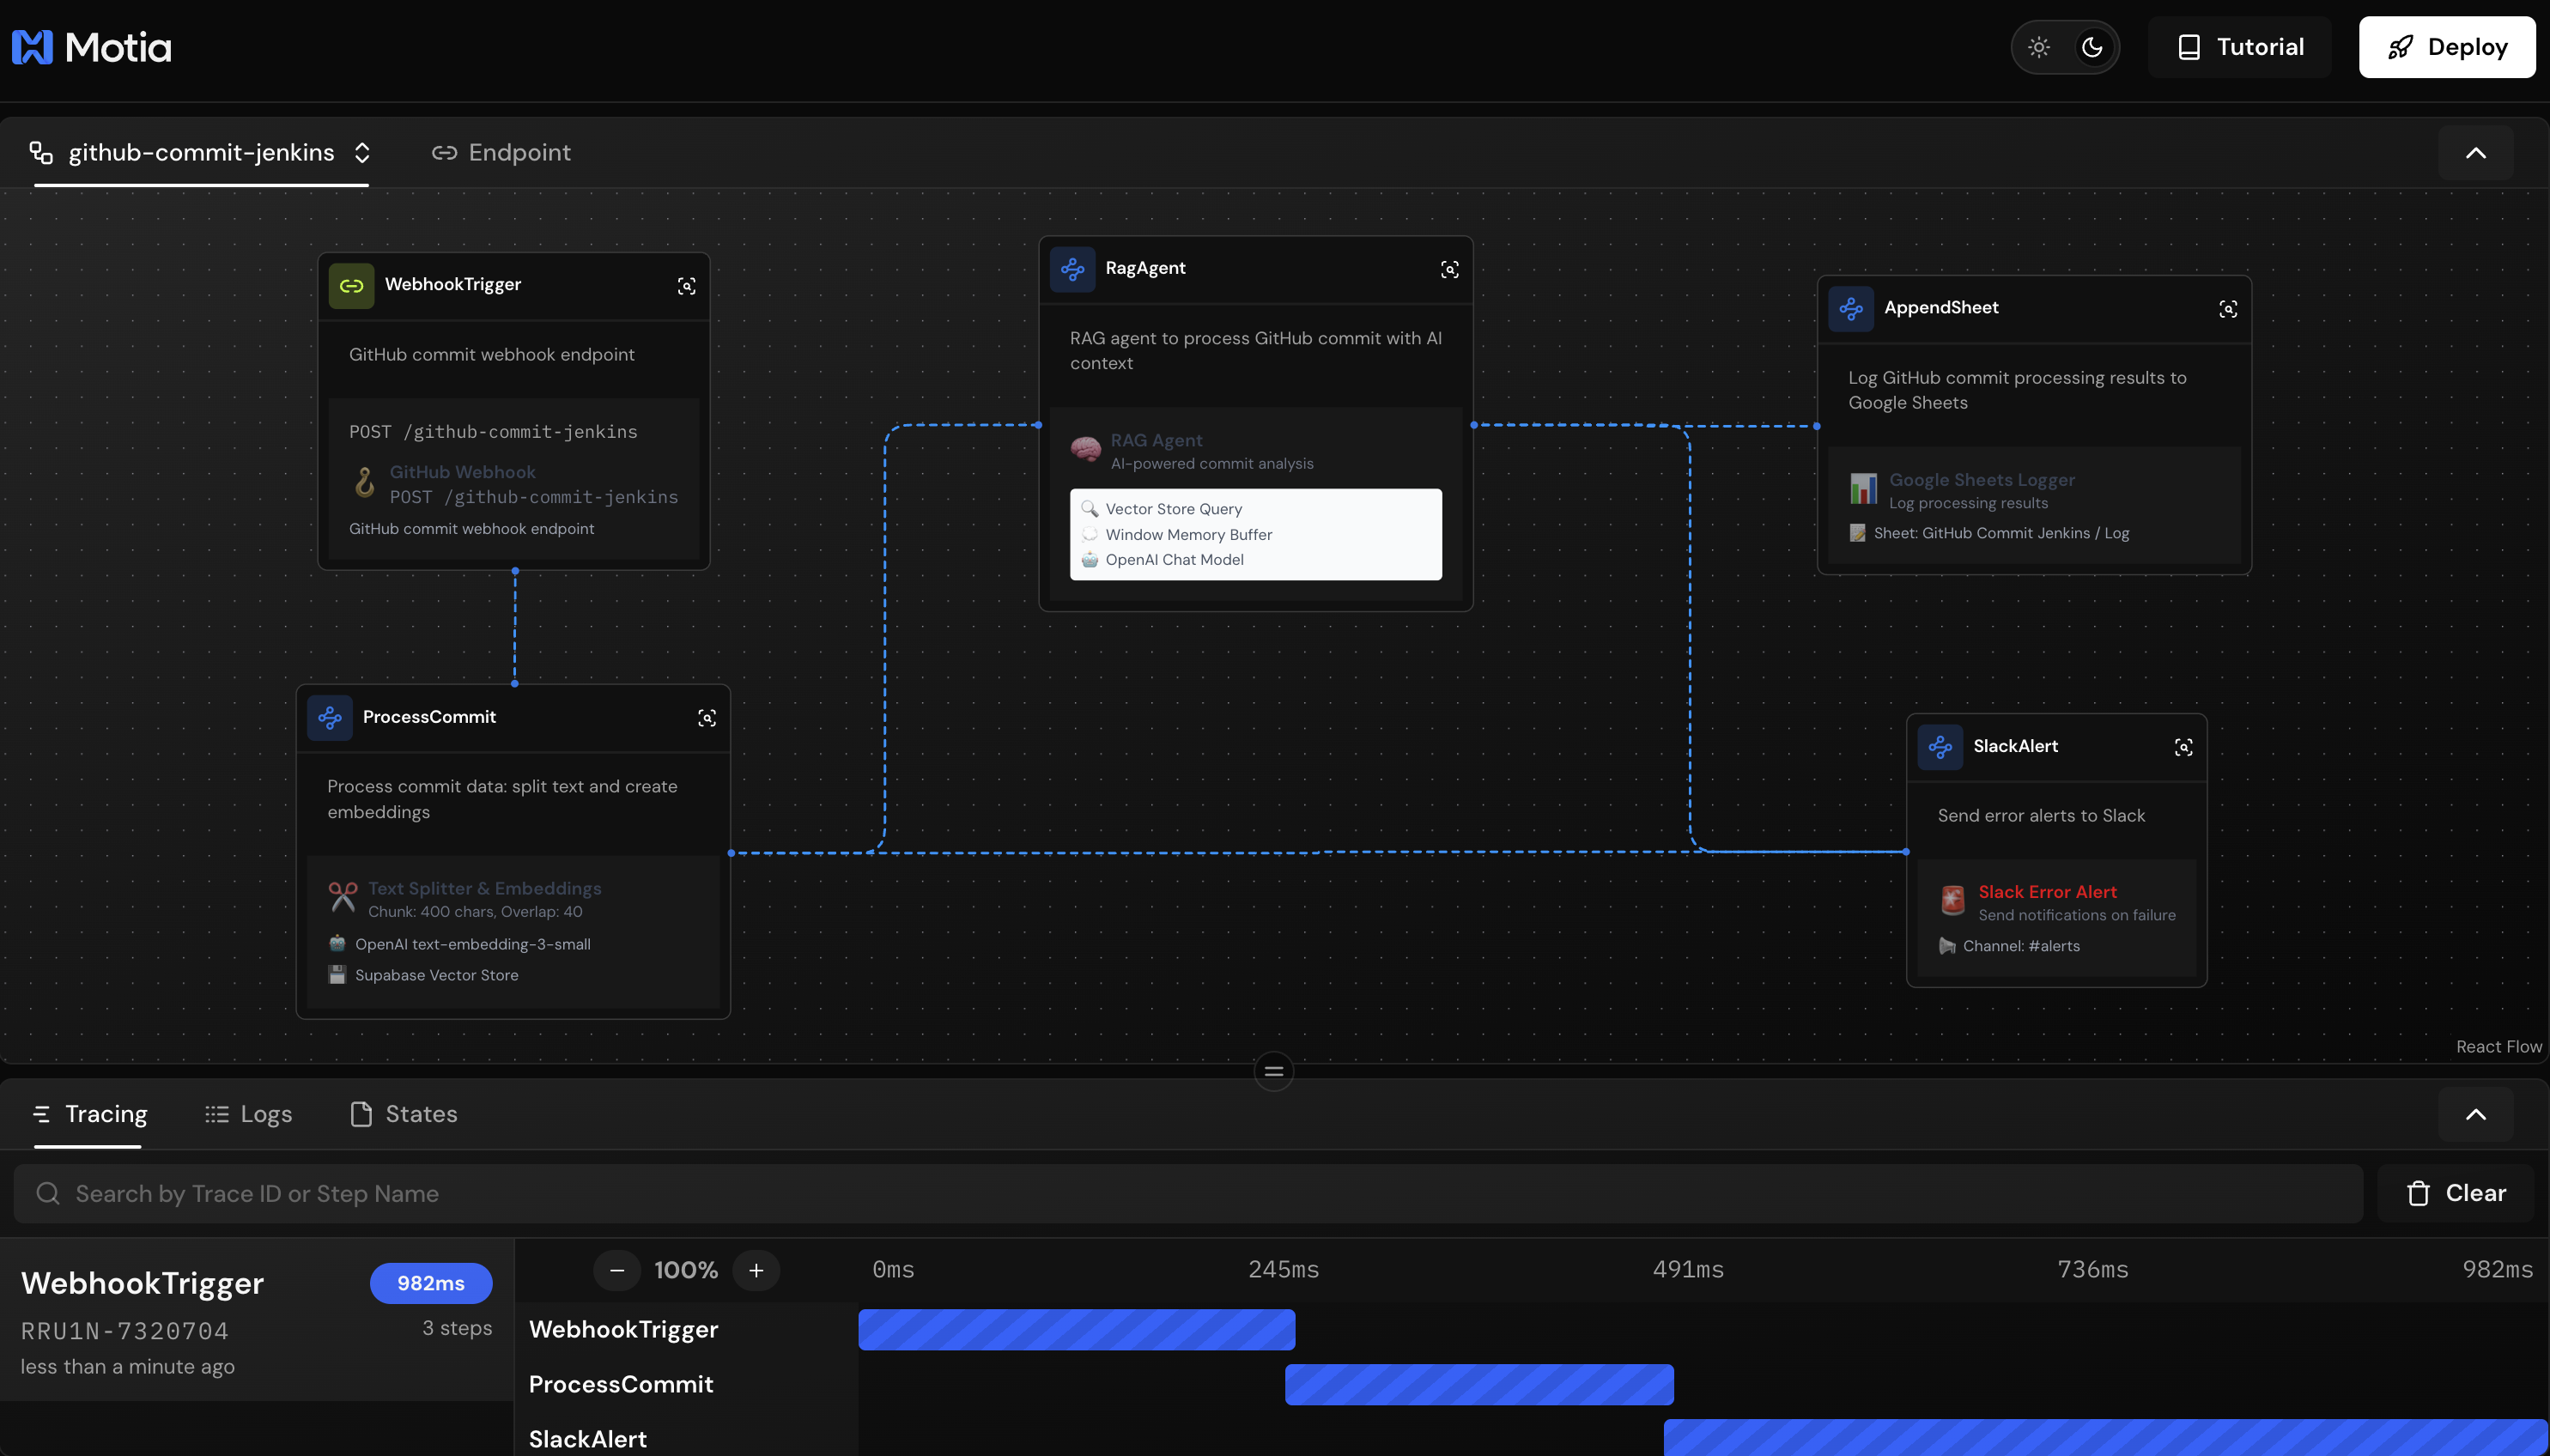 Motia
Tutorial
Deploy
github-commit-jenkins
Endpoint
WebhookTrigger
GitHub commit webhook endpoint
POST /github-commit-jenkins
GitHub Webhook
POST /github-commit-jenkins
GitHub commit webhook endpoint
ProcessCommit
Process commit data: split text and create
embeddings
Text Splitter & Embeddings
Chunk: 400 chars, Overlap: 40
OpenAI text-embedding-3-small
Supabase Vector Store
RagAgent
RAG agent to process GitHub commit with AI
context
RAG Agent
AI-powered commit analysis
Vector Store Query
Window Memory Buffer
OpenAI Chat Model
AppendSheet
Log GitHub commit processing results to
Google Sheets
Google Sheets Logger
Log processing results
Sheet: GitHub Commit Jenkins / Log
SlackAlert
Send error alerts to Slack
Slack Error Alert
Send notifications on failure
Channel: #alerts
React Flow
Tracing
Logs
States
Search by Trace ID or Step Name
Clear
WebhookTrigger
982ms
RRU1N-7320704
3 steps
less than a minute ago
100%
0ms
245ms
491ms
736ms
982ms
WebhookTrigger
ProcessCommit
SlackAlert